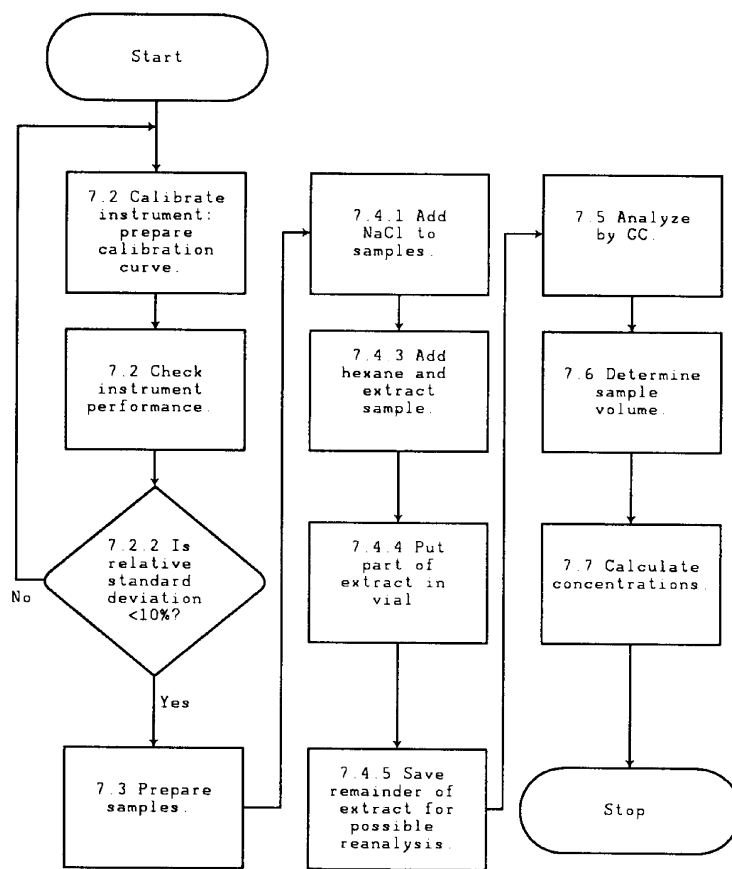 Start
7.2 Calibrate
instrument:
prepare
calibration
curve.
7.2 Check
instrument
performance.
7.2.2 Is
relative
standard
deviation
<10%?
No
Yes
7.3 Prepare
samples.
7.4.1 Add
NaCl to
samples.
7.4.3 Add
hexane and
extract
sample.
7.4.4 Put
part of
extract in
vial
7.4.5 Save
remainder of
extract for
possible
reanalysis.
7.5 Analyze
by GC.
7.6 Determine
sample
volume.
7.7 Calculate
concentrations.
Stop